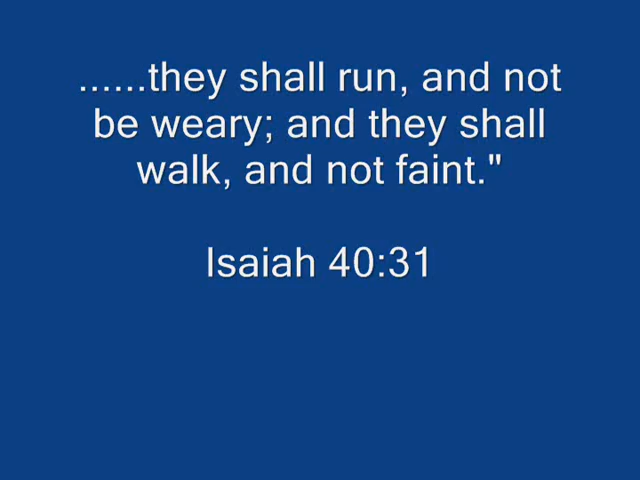 ......they shall run, and not
be weary; and they shall
walk, and not faint."
Isaiah 40:31